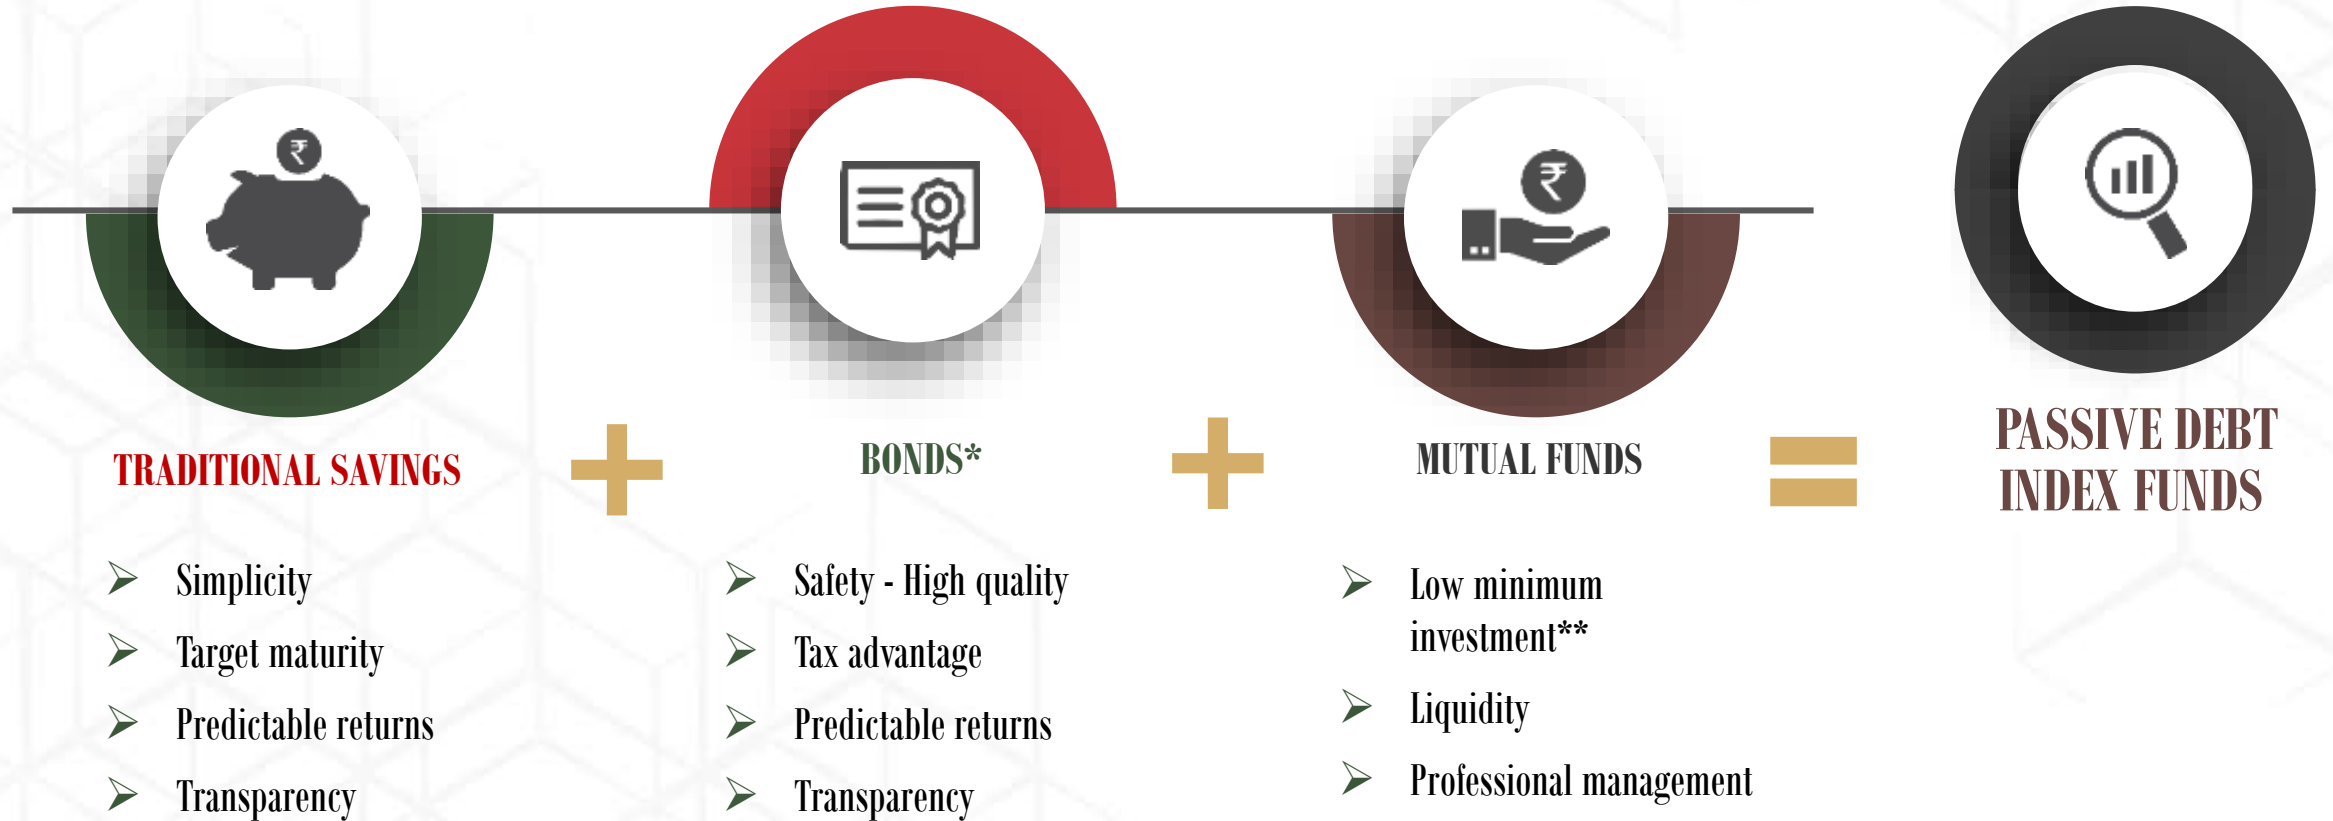 ₹
₹
TRADITIONAL SAVINGS
Simplicity
Target maturity
Predictable returns
Transparency
BONDS*
Safety - High quality
Tax advantage
Predictable returns
Transparency
MUTUAL FUNDS
Low minimum
investment**
Liquidity
Professional management
PASSIVE DEBT
INDEX FUNDS